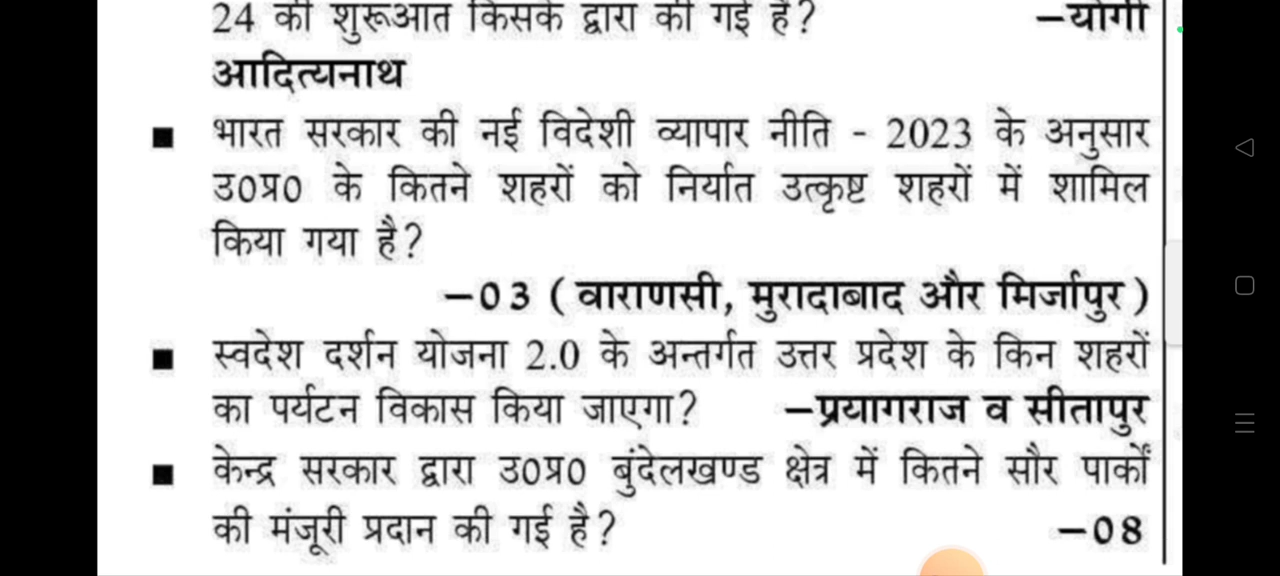 24 की शुरूआत किसके द्वारा की गई है? –योगी
आदित्यनाथ
■ भारत सरकार की नई विदेशी व्यापार नीति - 2023 के अनुसार
उ0प्र0 के कितने शहरों को निर्यात उत्कृष्ट शहरों में शामिल
किया गया है?
–03 (वाराणसी, मुरादाबाद और मिर्जापुर)
■ स्वदेश दर्शन योजना 2.0 के अन्तर्गत उत्तर प्रदेश के किन शहरों
का पर्यटन विकास किया जाएगा? –प्रयागराज व सीतापुर
■ केन्द्र सरकार द्वारा उ0प्र0 बुंदेलखण्ड क्षेत्र में कितने सौर पार्कों
की मंजूरी प्रदान की गई है? –08